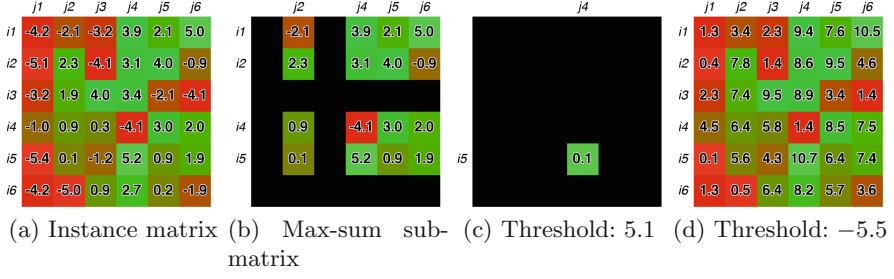 j1 j2 j3 j4 j5 j6
i1 -4.2 -2.1 -3.2 3.9 2.1 5.0
i2 -5.1 2.3 -4.1 3.1 4.0 -0.9
i3 -3.2 1.9 4.0 3.4 -2.1 -4.1
i4 -1.0 0.9 0.3 -4.1 3.0 2.0
i5 -5.4 0.1 -1.2 5.2 0.9 1.9
i6 -4.2 -5.0 0.9 2.7 0.2 -1.9
(a) Instance matrix
j2 j4 j5 j6
i1 -2.1 3.9 2.1 5.0
i2 2.3 3.1 4.0 -0.9
i4 0.9 -4.1 3.0 2.0
i5 0.1 5.2 0.9 1.9
(b) Max-sum sub-
matrix
j4
i5 0.1
(c) Threshold: 5.1
j1 j2 j3 j4 j5 j6
i1 1.3 3.4 2.3 9.4 7.6 10.5
i2 0.4 7.8 1.4 8.6 9.5 4.6
i3 2.3 7.4 9.5 8.9 3.4 1.4
i4 4.5 6.4 5.8 1.4 8.5 7.5
i5 0.1 5.6 4.3 10.7 6.4 7.4
i6 1.3 0.5 6.4 8.2 5.7 3.6
(d) Threshold: −5.5